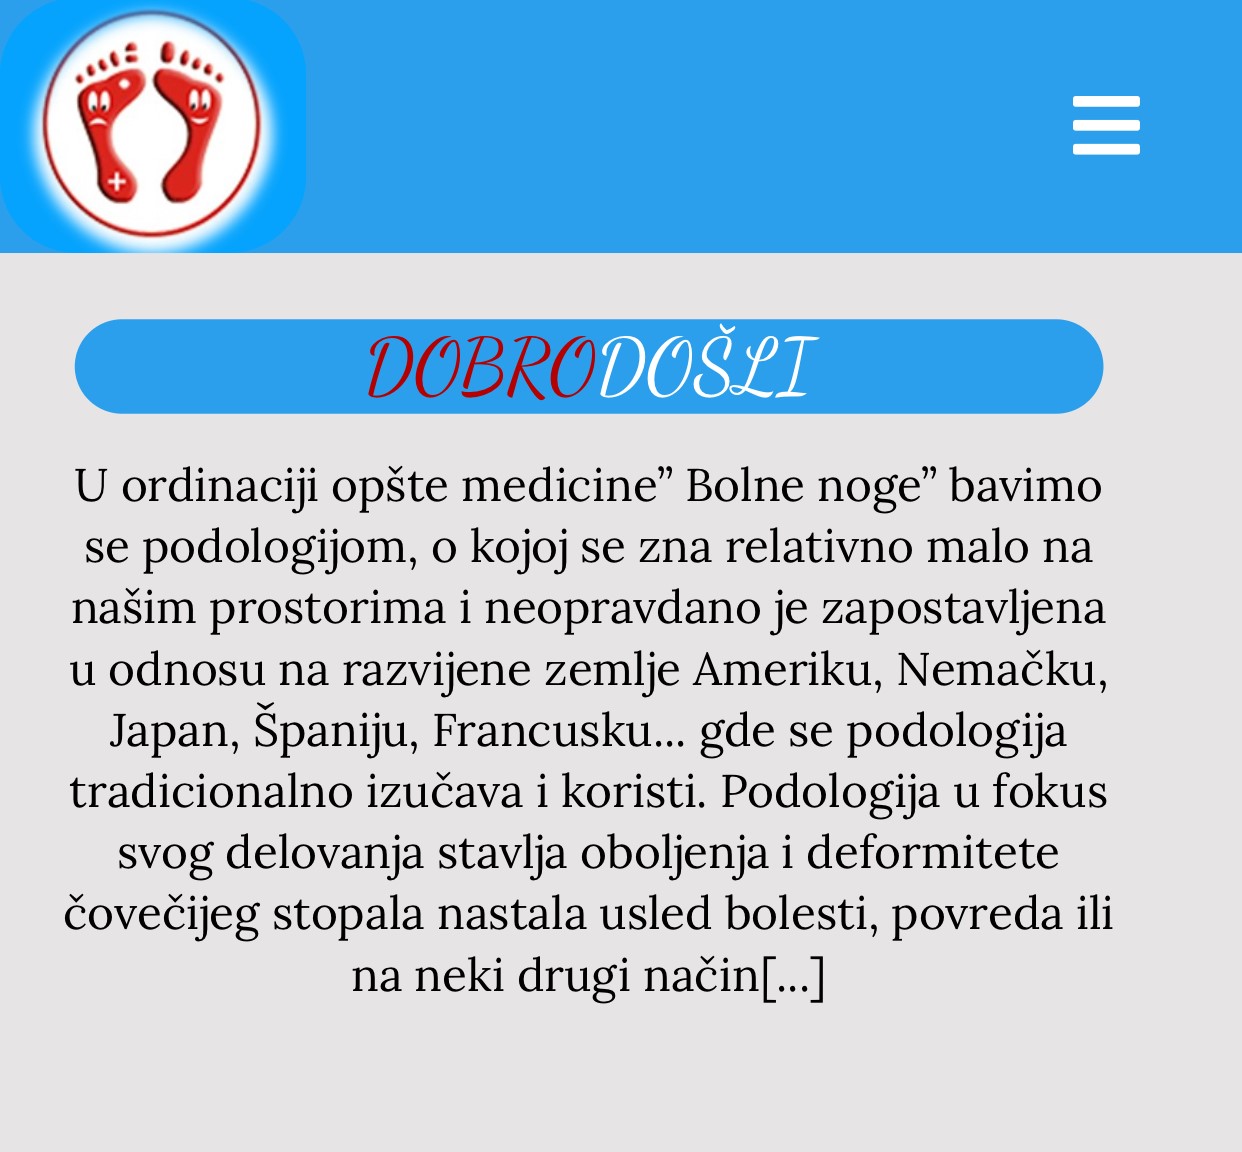 DOBRODOŠLI
U ordinaciji opšte medicine” Bolne noge” bavimo
se podologijom, o kojoj se zna relativno malo na
našim prostorima i neopravdano je zapostavljena
u odnosu na razvijene zemlje Ameriku, Nemačku,
Japan, Španiju, Francusku... gde se podologija
tradicionalno izučava i koristi. Podologija u fokus
svog delovanja stavlja oboljenja i deformitete
čovečijeg stopala nastala usled bolesti, povreda ili
na neki drugi način[...]